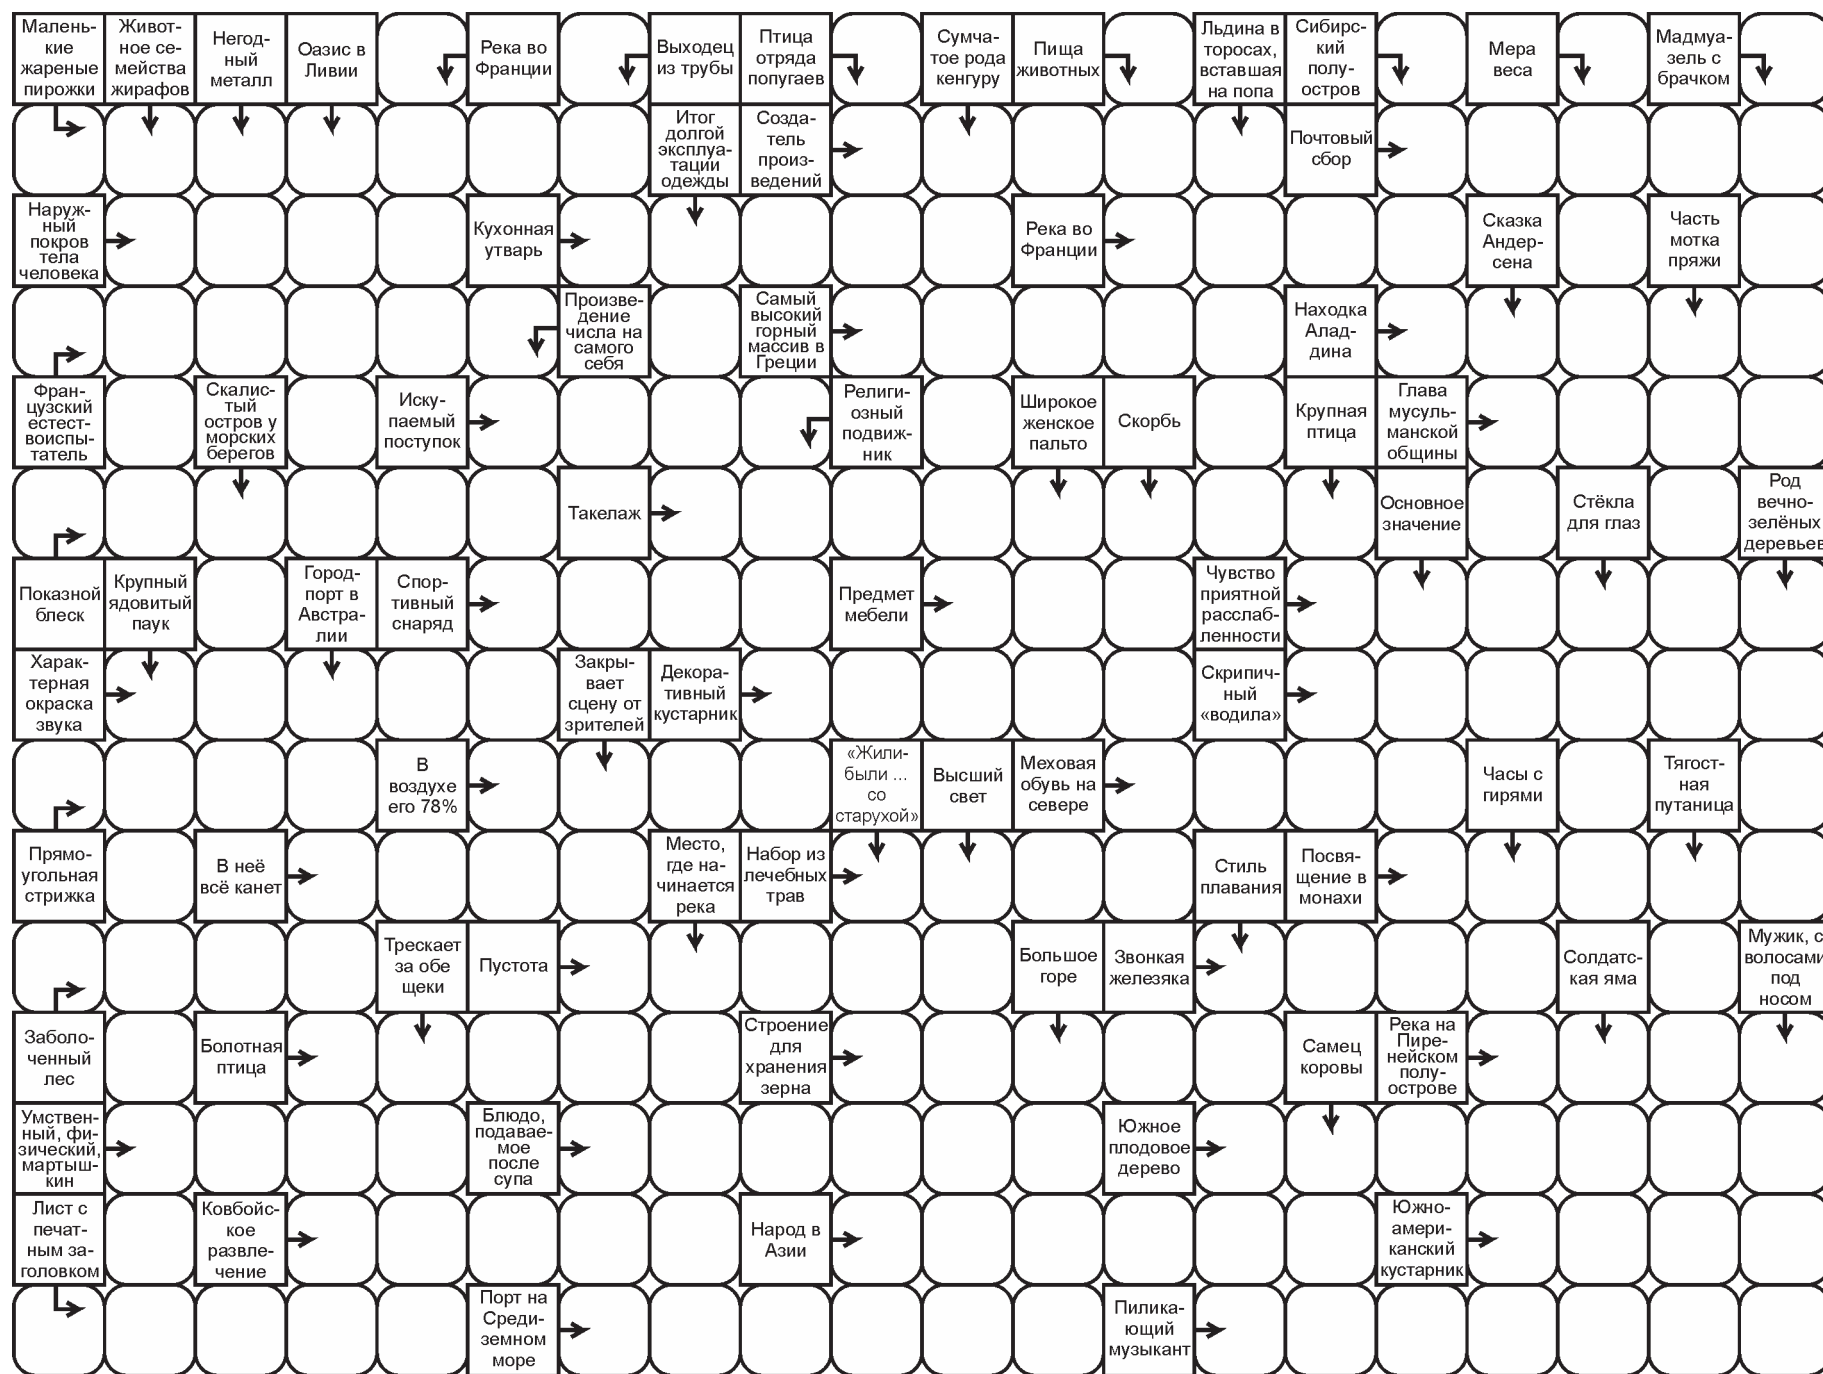 Малень-
кие
жареные
пирожки
Живот-
ное се-
мейства
жирафов
Негод-
ный
металл
Оазис в
Ливии
Река во
Франции
Выходец
из трубы
Птица
отряда
попугаев
Сумча-
тое рода
кенгуру
Пища
животных
Льдина в
торосах,
вставшая
на попа
Сибирс-
кий
полу-
остров
Мера
веса
Мадмуа-
зель с
брачком
Итог
долгой
эксплуа-
тации
одежды
Созда-
тель
произ-
ведений
Почтовый
сбор
Наруж-
ный
покров
тела
человека
Кухонная
утварь
Река во
Франции
Сказка
Андер-
сена
Часть
мотка
пряжи
Произве-
дение
числа на
самого
себя
Самый
высокий
горный
массив в
Греции
Находка
Алад-
дина
Фран-
цузский
естест-
воиспы-
татель
Скалис-
тый
остров у
морских
берегов
Иску-
паемый
поступок
Религи-
озный
подвиж-
ник
Широкое
женское
пальто
Скорбь
Крупная
птица
Глава
мусуль-
манской
общины
Такелаж
Основное
значение
Стёкла
для глаз
Род
вечно-
зелёных
деревьев
Показной
блеск
Крупный
ядовитый
паук
Город-
порт в
Австра-
лии
Спор-
тивный
снаряд
Предмет
мебели
Чувство
приятной
расслаб-
ленности
Харак-
терная
окраска
звука
Закры-
вает
сцену от
зрителей
Декора-
тивный
кустарник
Скрипич-
ный
«водила»
В
воздухе
его 78%
«Жили-
были ...
со
старухой»
Высший
свет
Меховая
обувь на
севере
Часы с
гирями
Тягост-
ная
путаница
Прямо-
угольная
стрижка
В неё
всё канет
Место,
где на-
чинается
река
Набор из
лечебных
трав
Стиль
плавания
Посвя-
щение в
монахи
Трескает
за обе
щеки
Пустота
Большое
горе
Звонкая
железяка
Солдатс-
кая яма
Мужик, с
волосами
под
носом
Заболо-
ченный
лес
Болотная
птица
Строение
для
хранения
зерна
Самец
коровы
Река на
Пире-
нейском
полу-
острове
Умствен-
ный, фи-
зический,
мартыш-
кин
Блюдо,
подавае-
мое
после
супа
Южное
плодовое
дерево
Лист с
печат-
ным за-
головком
Ковбойс-
кое
развле-
чение
Народ в
Азии
Южно-
амери-
канский
кустарник
Порт на
Среди-
земном
море
Пилика-
ющий
музыкант